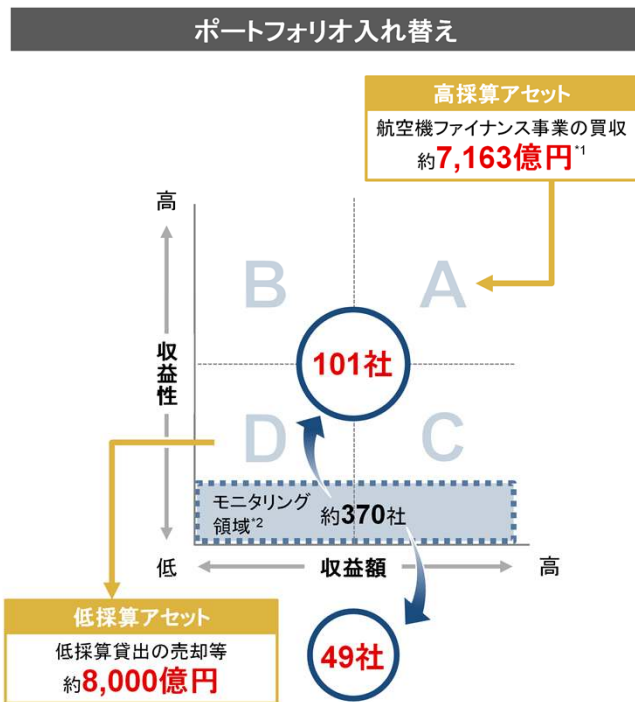 ポートフォリオ入れ替え
高採算アセット
航空機ファイナンス事業の買収
約7,163億円*1
高
B
A
収益性
101社
D
C
モニタリング
領域*2
約370社
低
収益額
高
低採算アセット
低採算貸出の売却等
約8,000億円
49社